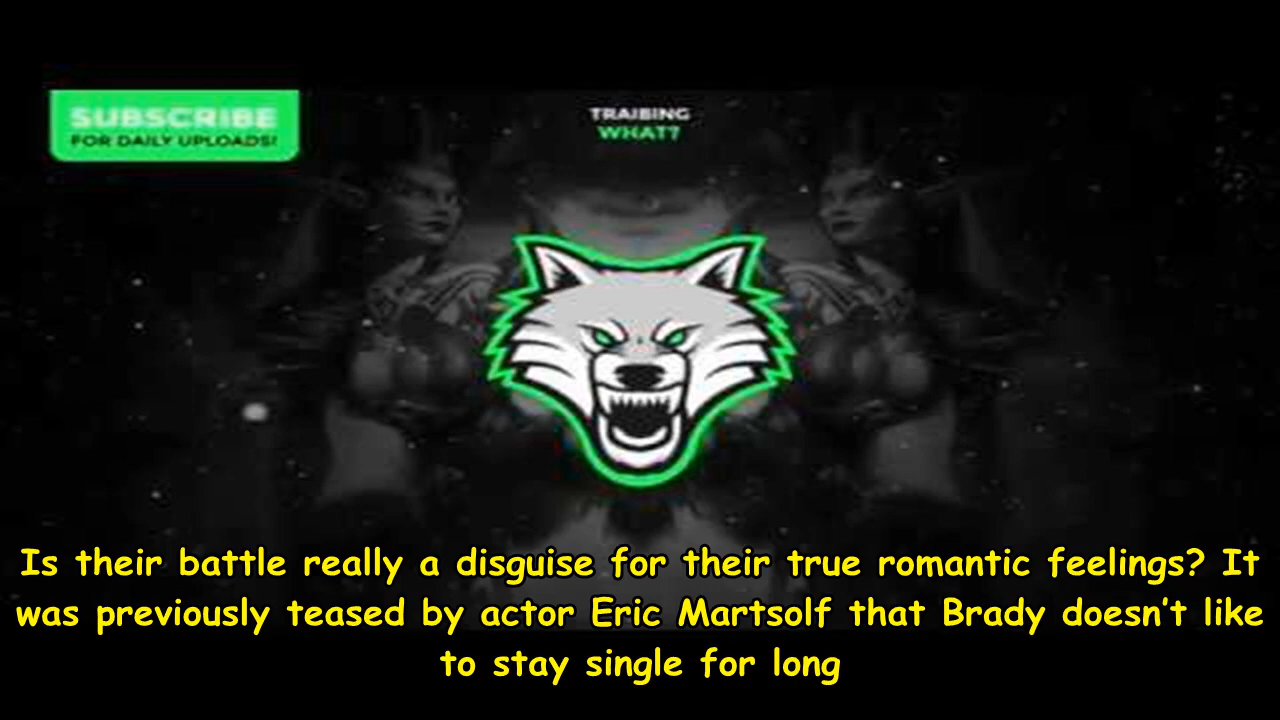 SUBSCRIBE
FOR DAILY UPLOADS!
TRAIBING
WHAT?
Is their battle really a disguise for their true romantic feelings? It
was previously teased by actor Eric Martsolf that Brady doesn't like
to stay single for long